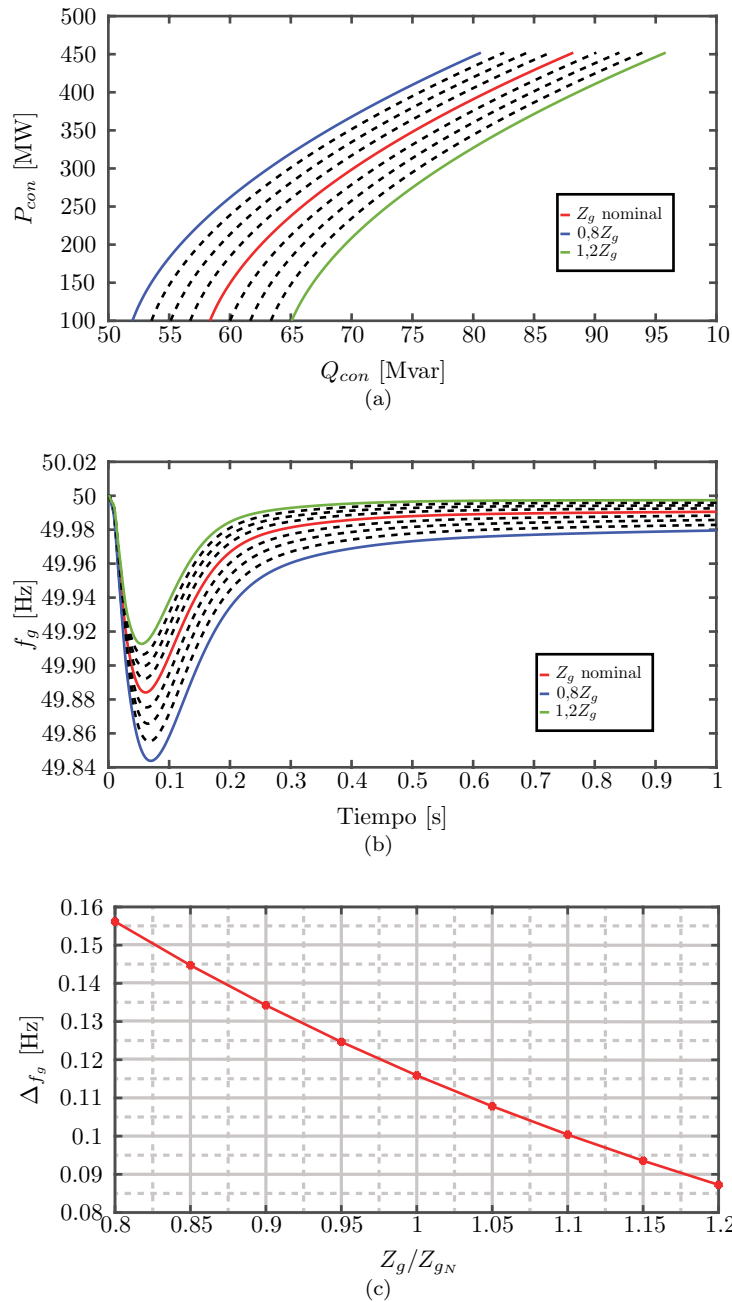 500
450
400
350
300
250
200
150
100
P_con [MW]
50 55 60 65 70 75 80 85 90 95 10
Q_con [Mvar]
Z_g nominal
0,8Z_g
1,2Z_g
(a)
50.02
50
49.98
49.96
49.94
49.92
49.90
49.88
49.86
49.84
f_g [Hz]
0 0.1 0.2 0.3 0.4 0.5 0.6 0.7 0.8 0.9 1
Tiempo [s]
Z_g nominal
0,8Z_g
1,2Z_g
(b)
0.16
0.15
0.14
0.13
0.12
0.11
0.1
0.09
0.08
Δ_f_g [Hz]
0.8 0.85 0.9 0.95 1 1.05 1.1 1.15 1.2
Z_g/Z_g_N
(c)